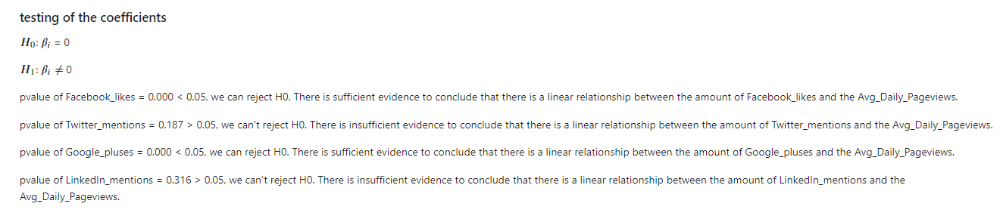 testing of the coefficients
H₀: βᵢ = 0
H₁: βᵢ ≠ 0
pvalue of Facebook_likes = 0.000 < 0.05, we can reject H0. There is sufficient evidence to conclude that there is a linear relationship between the amount of Facebook_likes and the Avg_Daily_Pageviews.
pvalue of Twitter_mentions = 0.187 > 0.05, we can't reject H0. There is insufficient evidence to conclude that there is a linear relationship between the amount of Twitter_mentions and the Avg_Daily_Pageviews.
pvalue of Google_pluses = 0.000 < 0.05, we can reject H0. There is sufficient evidence to conclude that there is a linear relationship between the amount of Google_pluses and the Avg_Daily_Pageviews.
pvalue of LinkedIn_mentions = 0.316 > 0.05, we can't reject H0. There is insufficient evidence to conclude that there is a linear relationship between the amount of LinkedIn_mentions and the
Avg_Daily_Pageviews.